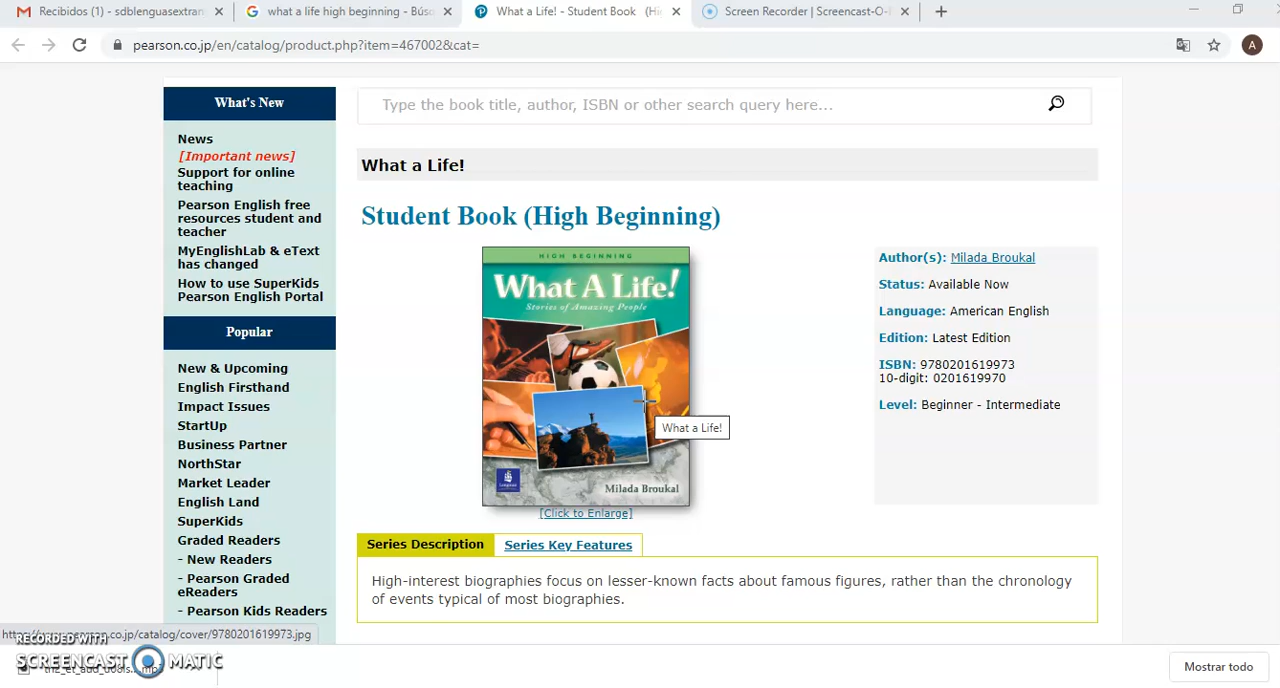 Recibidos (1) - sdblenguasextran
what a life high beginning - Bús
What a Life! - Student Book (Hi
Screen Recorder | Screencast-O-
pearson.co.jp/en/catalog/product.php?item=467002&cat=
A
What's New
News
[Important news]
Support for online
teaching
Pearson English free
resources student and
teacher
MyEnglishLab & eText
has changed
How to use SuperKids
Pearson English Portal
Popular
New & Upcoming
English Firsthand
Impact Issues
StartUp
Business Partner
NorthStar
Market Leader
English Land
SuperKids
Graded Readers
- New Readers
- Pearson Graded
eReaders
- Pearson Kids Readers
Type the book title, author, ISBN or other search query here...
What a Life!
Student Book (High Beginning)
HIGH BEGINNING
What A Life!
Stories of Amazing People
Milada Broukal
What a Life!
[Click to Enlarge]
Author(s): Milada Broukal
Status: Available Now
Language: American English
Edition: Latest Edition
ISBN: 9780201619973
10-digit: 0201619970
Level: Beginner - Intermediate
Series Description
Series Key Features
High-interest biographies focus on lesser-known facts about famous figures, rather than the chronology
of events typical of most biographies.
pearson.co.jp/catalog/cover/9780201619973.jpg
RECORDED WITH
SCREENCAST MATIC
Mostrar todo